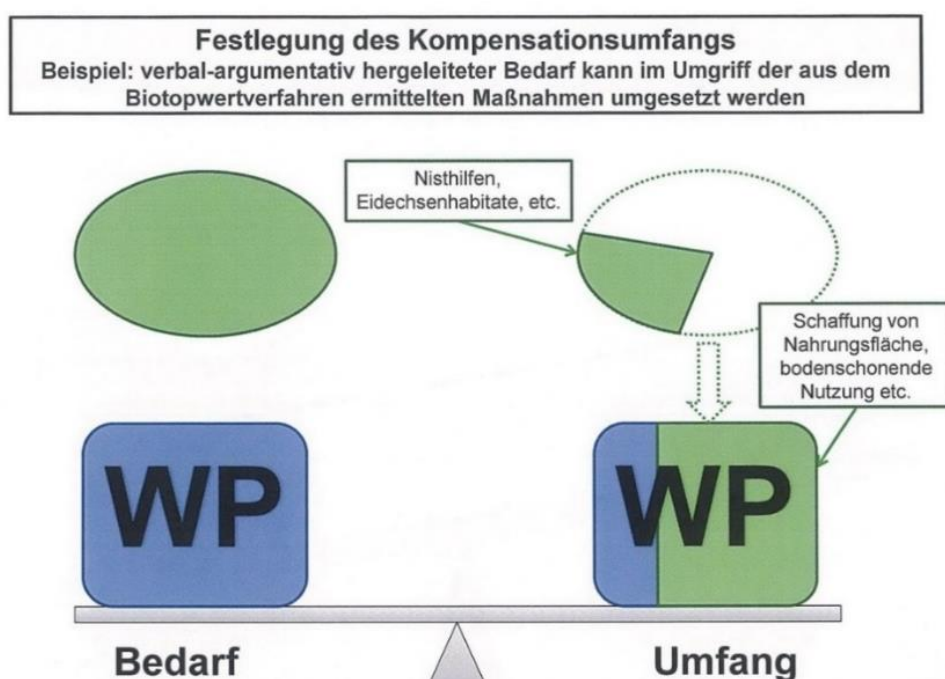 Festlegung des Kompensationsumfangs
Beispiel: verbal-argumentativ hergeleiteter Bedarf kann im Umgriff der aus dem
Biotopwertverfahren ermittelten Maßnahmen umgesetzt werden
Nisthilfen,
Eidechsenhabitate, etc.
Schaffung von
Nahrungsfläche,
bodenschonende
Nutzung etc.
WP
WP
Bedarf
Umfang